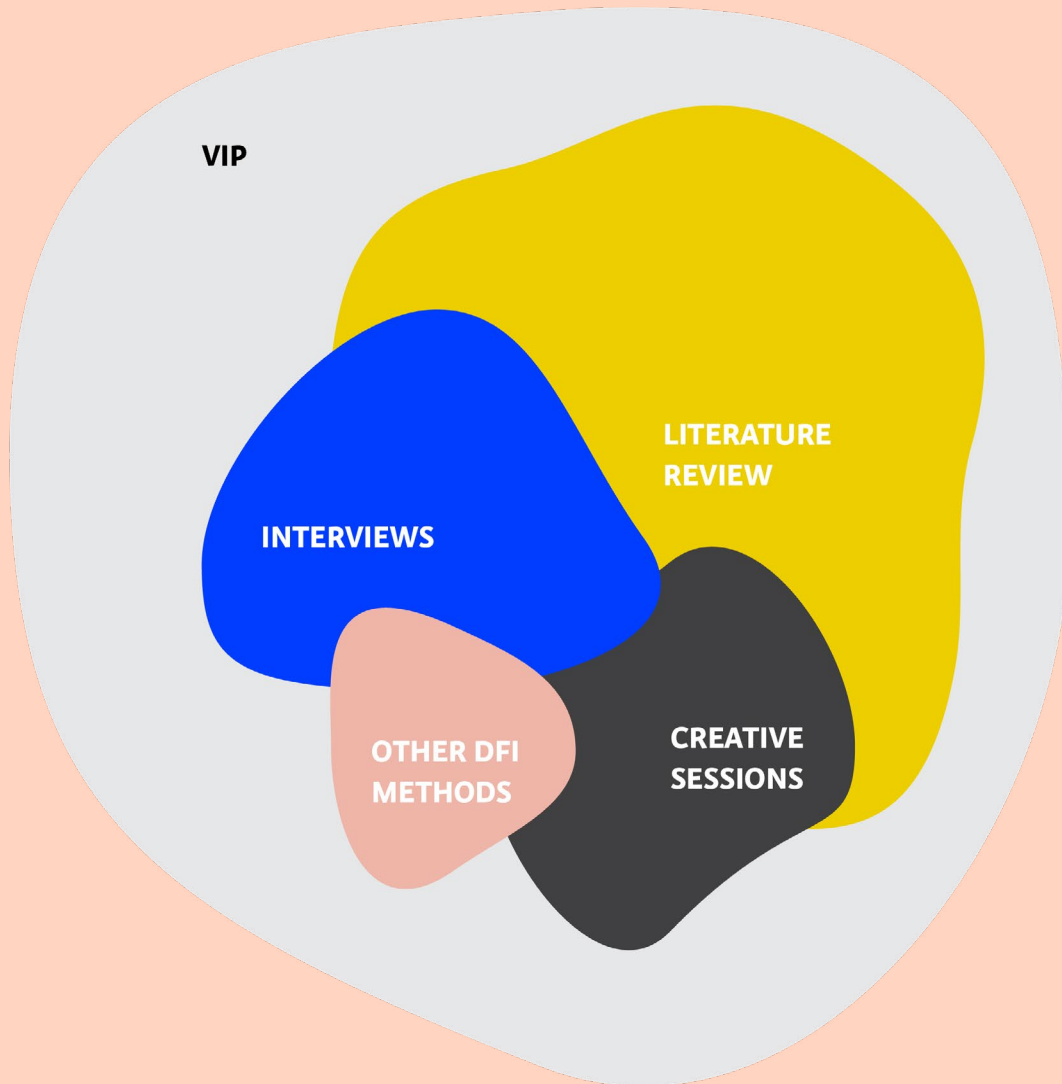 VIP
LITERATURE
REVIEW
INTERVIEWS
OTHER DFI
METHODS
CREATIVE
SESSIONS